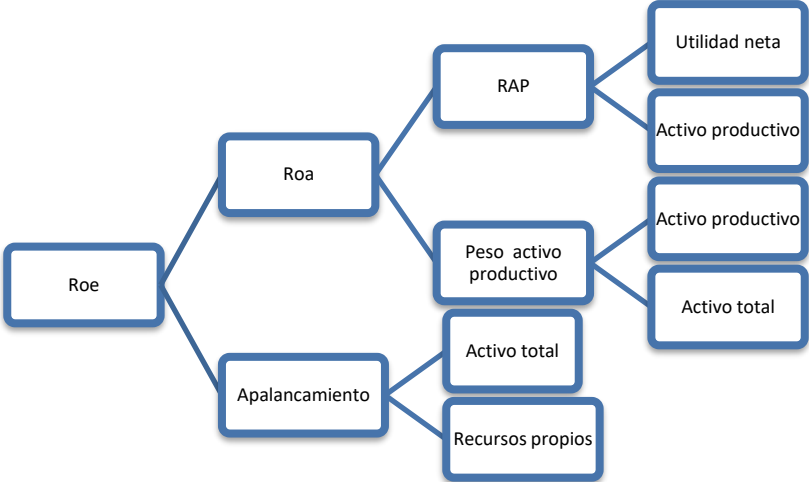 Utilidad neta
RAP
Activo productivo
Roa
Activo productivo
Peso activo
productivo
Roe
Activo total
Activo total
Apalancamiento
Recursos propios